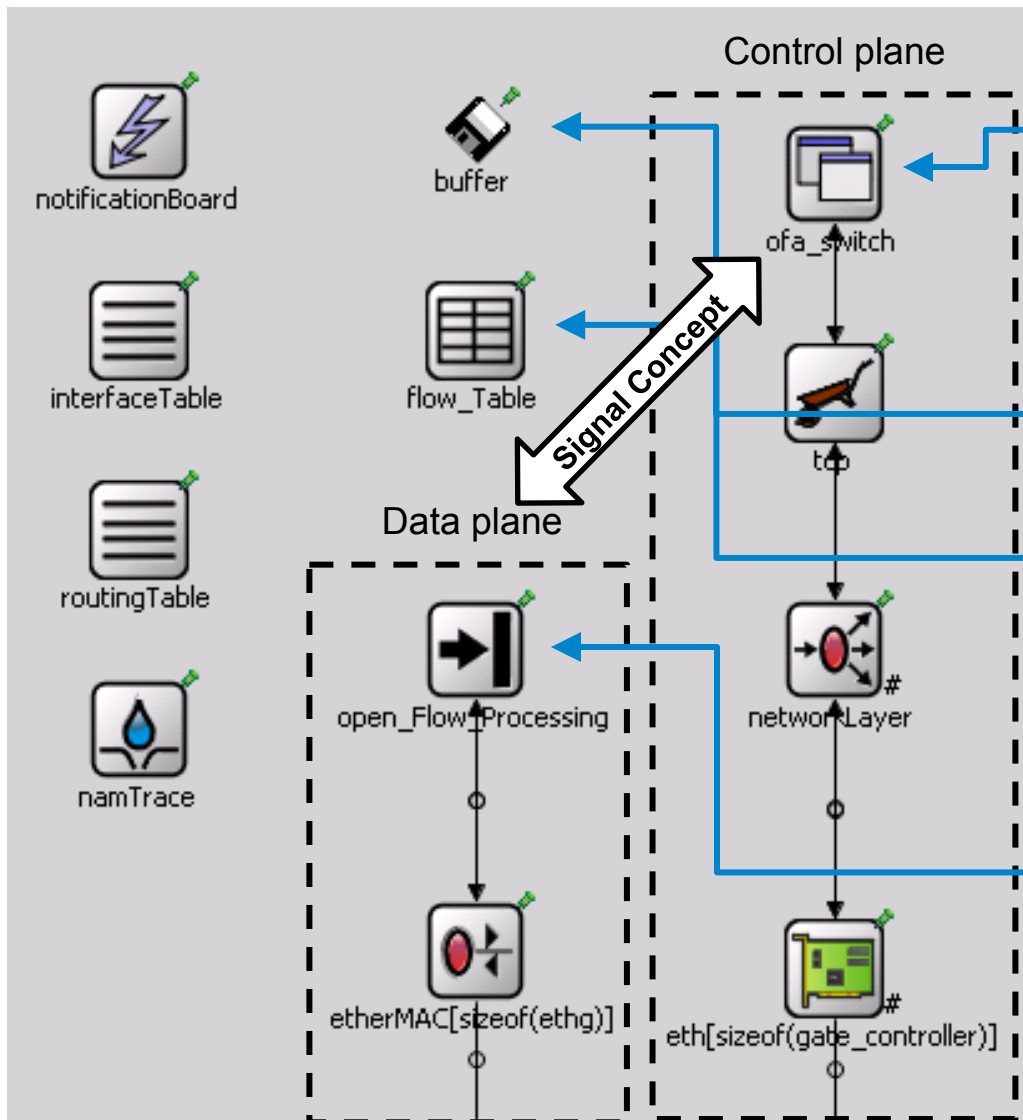 Control plane
notificationBoard
buffer
ofa_switch
interfaceTable
flow_Table
Signal Concept
tcp
Data plane
routingTable
open_Flow_Processing
networkLayer
#
namTrace
etherMAC[sizeof(ethg)]
#
eth[sizeof(gate_controller)]